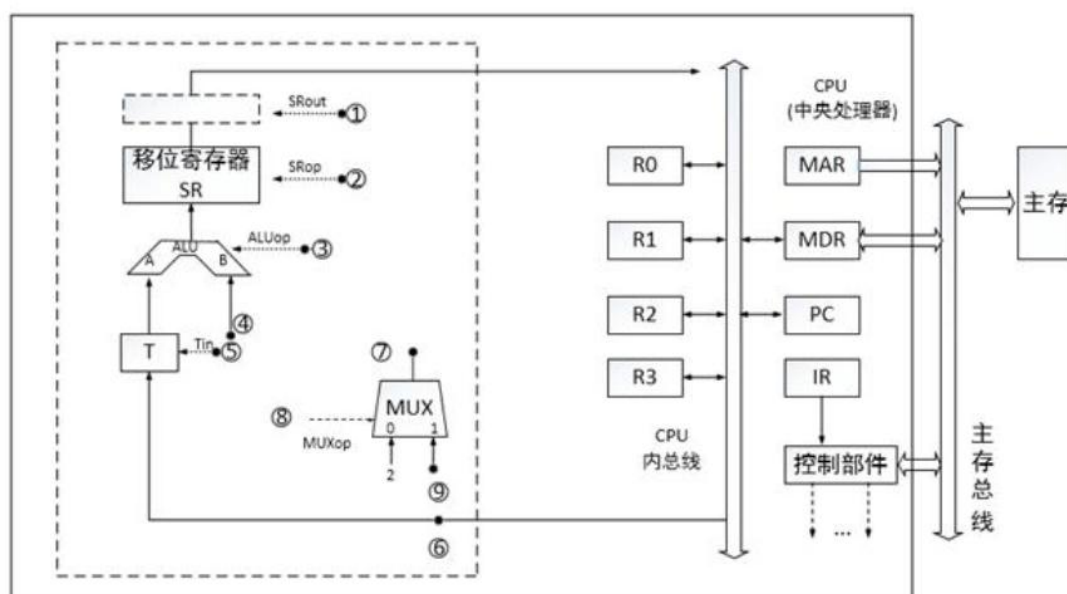 SRout
①
移位寄存器
SR
SRop
②
ALU
A
B
ALUop
③
④
T
Tin
⑤
⑦
MUX
0
1
⑧
MUXop
2
⑨
⑥
CPU
(中央处理器)
R0
MAR
主存
R1
MDR
R2
PC
R3
IR
CPU
内总线
控制部件
...
主存总线